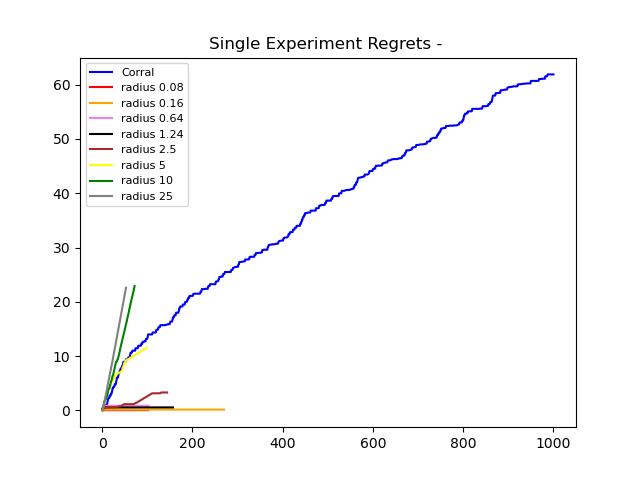 Single Experiment Regrets -
Corral
radius 0.08
radius 0.16
radius 0.64
radius 1.24
radius 2.5
radius 5
radius 10
radius 25
60
50
40
30
20
10
0
0 200 400 600 800 1000